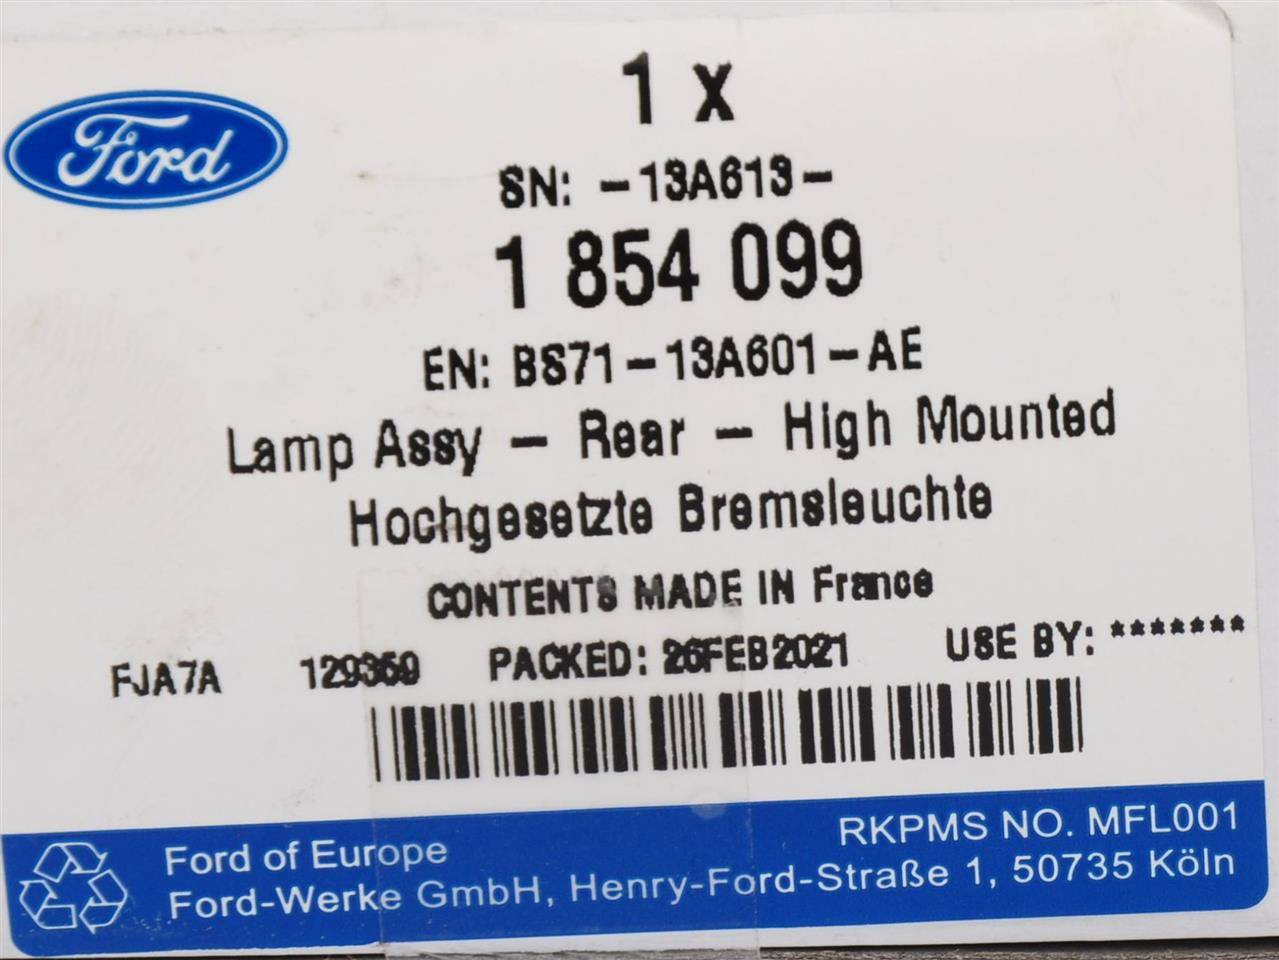 Ford
1 x
SN: -13A613-
1 854 099
EN: BS71-13A601-AE
Lamp Assy - Rear - High Mounted
Hochgesetzte Bremsleuchte
CONTENTS MADE IN France
FJA7A 129359 PACKED: 26FEB2021 USE BY: *******
RKPMS NO. MFL001
Ford of Europe
Ford-Werke GmbH, Henry-Ford-Straße 1, 50735 Köln